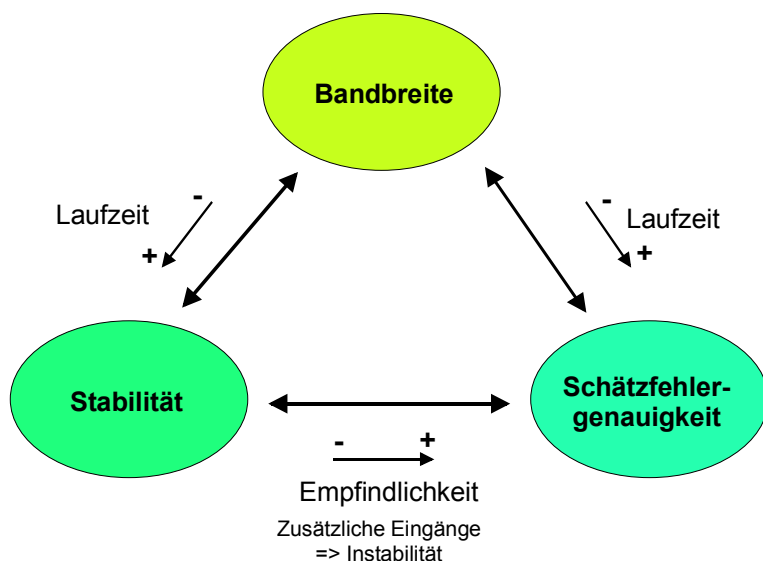 Bandbreite
-
Laufzeit
+
-
Laufzeit
+
Stabilität
Schätzfehler-
genauigkeit
- +
Empfindlichkeit
Zusätzliche Eingänge
=> Instabilität